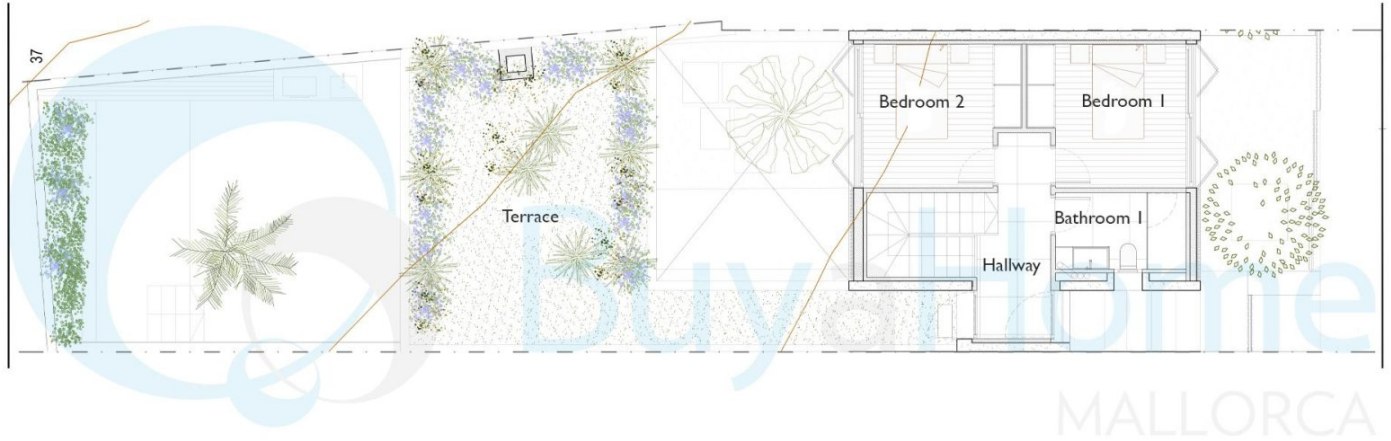 37
Bedroom 2
Bedroom 1
Terrace
Bathroom 1
Hallway
BuyaHome
MALLORCA